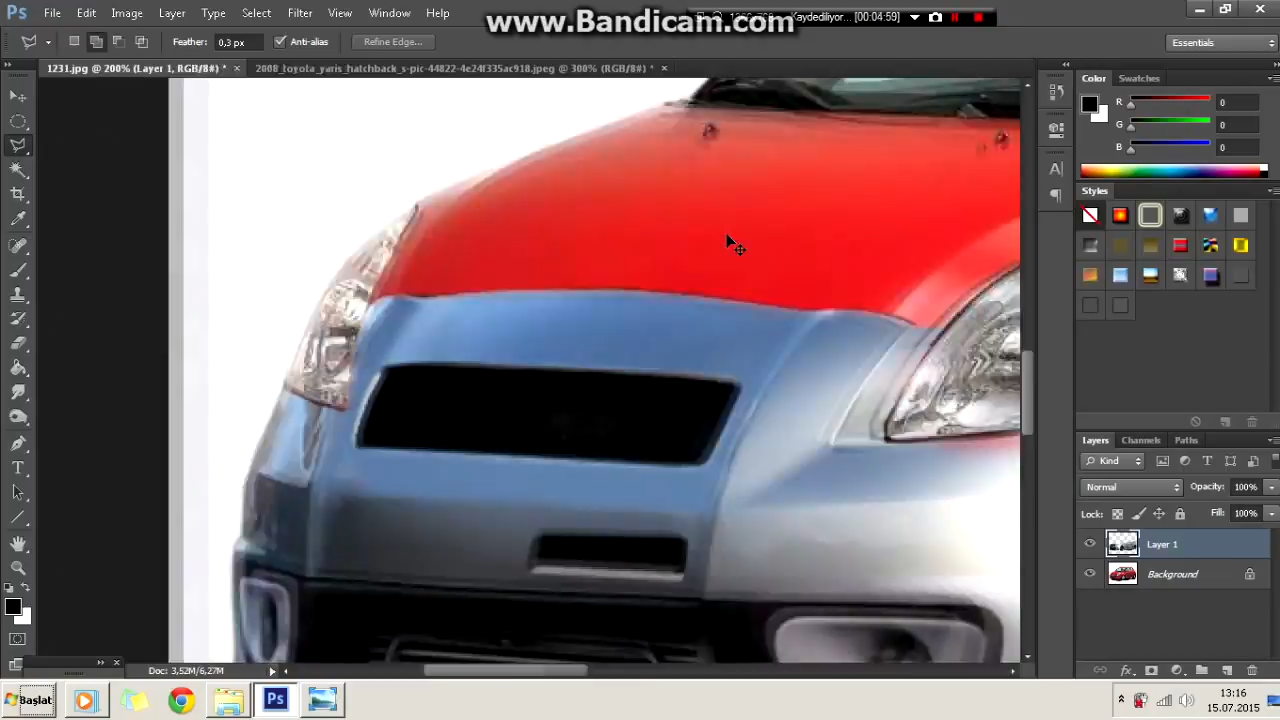 Ps File Edit Image Layer Type Select Filter View Window Help
www.Bandicam.com
Kaydediliyor... [00:04:59]
Feather: 0,3 px Anti-alias Refine Edge... Essentials
1231.jpg @ 200% (Layer 1, RGB/8#) * × 2008_toyota_yaris_hatchback_s-pic-44822-4e24f335ac918.jpeg @ 300% (RGB/8#) * ×
Color Swatches
R 0
G 0
B 0
Styles
Layers Channels Paths
Kind
Normal Opacity: 100%
Lock: Fill: 100%
Layer 1
Background
Doc: 3,52M/6,27M
Başlat Ps 13:16
15.07.2015